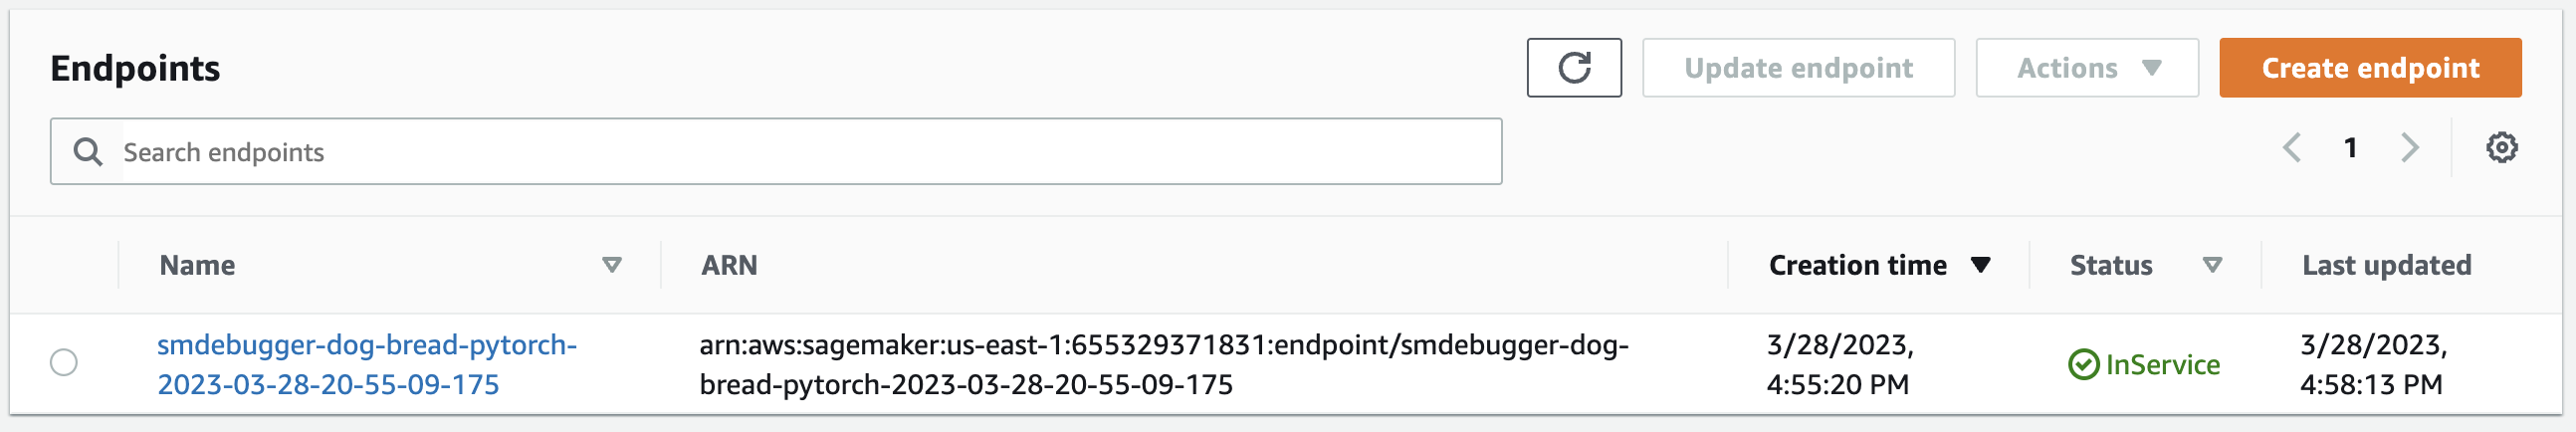 Endpoints
Update endpoint
Actions
Create endpoint
Search endpoints
1
Name
ARN
Creation time
Status
Last updated
smdebugger-dog-bread-pytorch-
2023-03-28-20-55-09-175
arn:aws:sagemaker:us-east-1:655329371831:endpoint/smdebugger-dog-
bread-pytorch-2023-03-28-20-55-09-175
3/28/2023,
4:55:20 PM
InService
3/28/2023,
4:58:13 PM